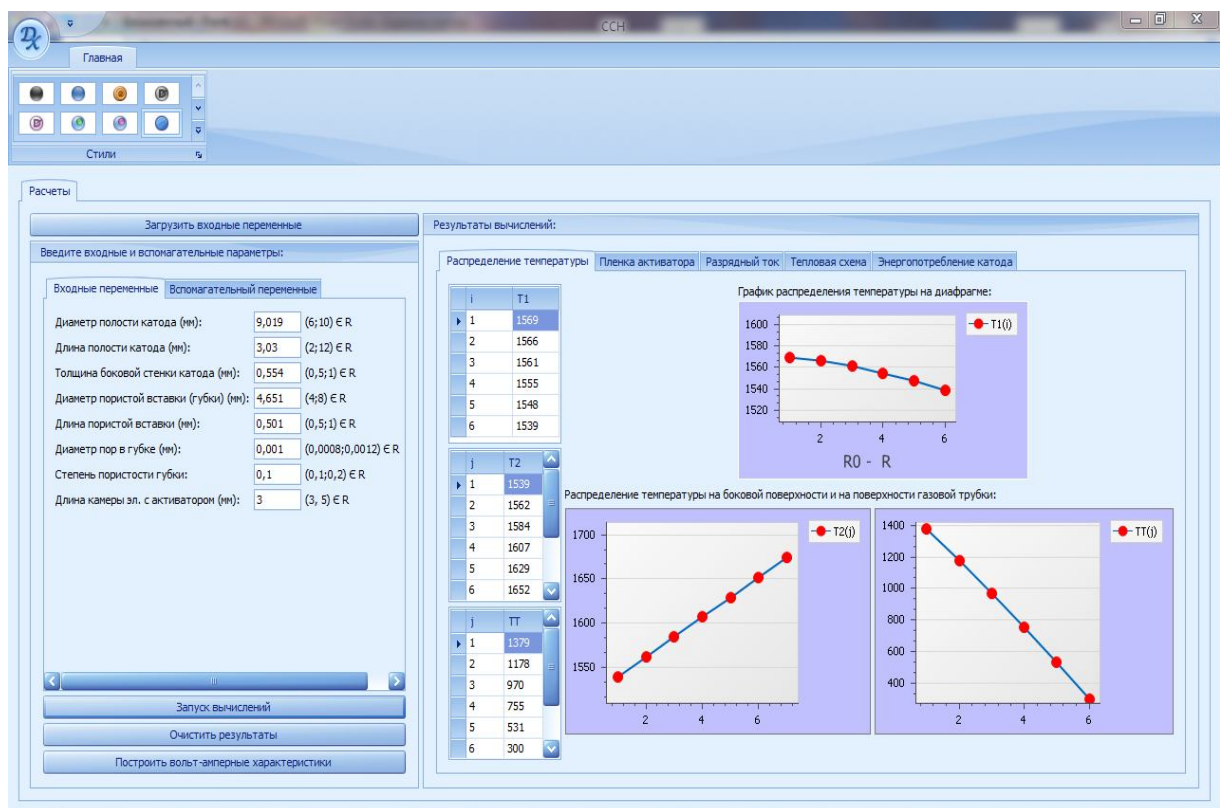 ССН
Главная
Стили
Расчеты
Загрузить входные переменные
Введите входные и вспомагательные параметры:
Входные переменные Вспомагательный переменные
Диаметр полости катода (мм): 9,019 (6;10) ∈ R
Длина полости катода (мм): 3,03 (2;12) ∈ R
Толщина боковой стенки катода (мм): 0,554 (0,5;1) ∈ R
Диаметр пористой вставки (губки) (мм): 4,651 (4;8) ∈ R
Длина пористой вставки (мм): 0,501 (0,5;1) ∈ R
Диаметр пор в губке (мм): 0,001 (0,0008;0,0012) ∈ R
Степень пористости губки: 0,1 (0,1;0,2) ∈ R
Длина камеры эл. с активатором (мм): 3 (3, 5) ∈ R
Запуск вычислений
Очистить результаты
Построить вольт-амперные характеристики
Результаты вычислений:
Распределение температуры Пленка активатора Разрядный ток Тепловая схема Энергопотребление катода
i T1
1 1569
2 1566
3 1561
4 1555
5 1548
6 1539
График распределения температуры на диафрагме:
1600
1580
1560
1540
1520
2 4 6
R0 - R
T1(i)
j T2
1 1539
2 1562
3 1584
4 1607
5 1629
6 1652
Распределение температуры на боковой поверхности и на поверхности газовой трубки:
1700
1650
1600
1550
2 4 6
T2(j)
1400
1200
1000
800
600
400
2 4 6
TT(j)
j TT
1 1379
2 1178
3 970
4 755
5 531
6 300